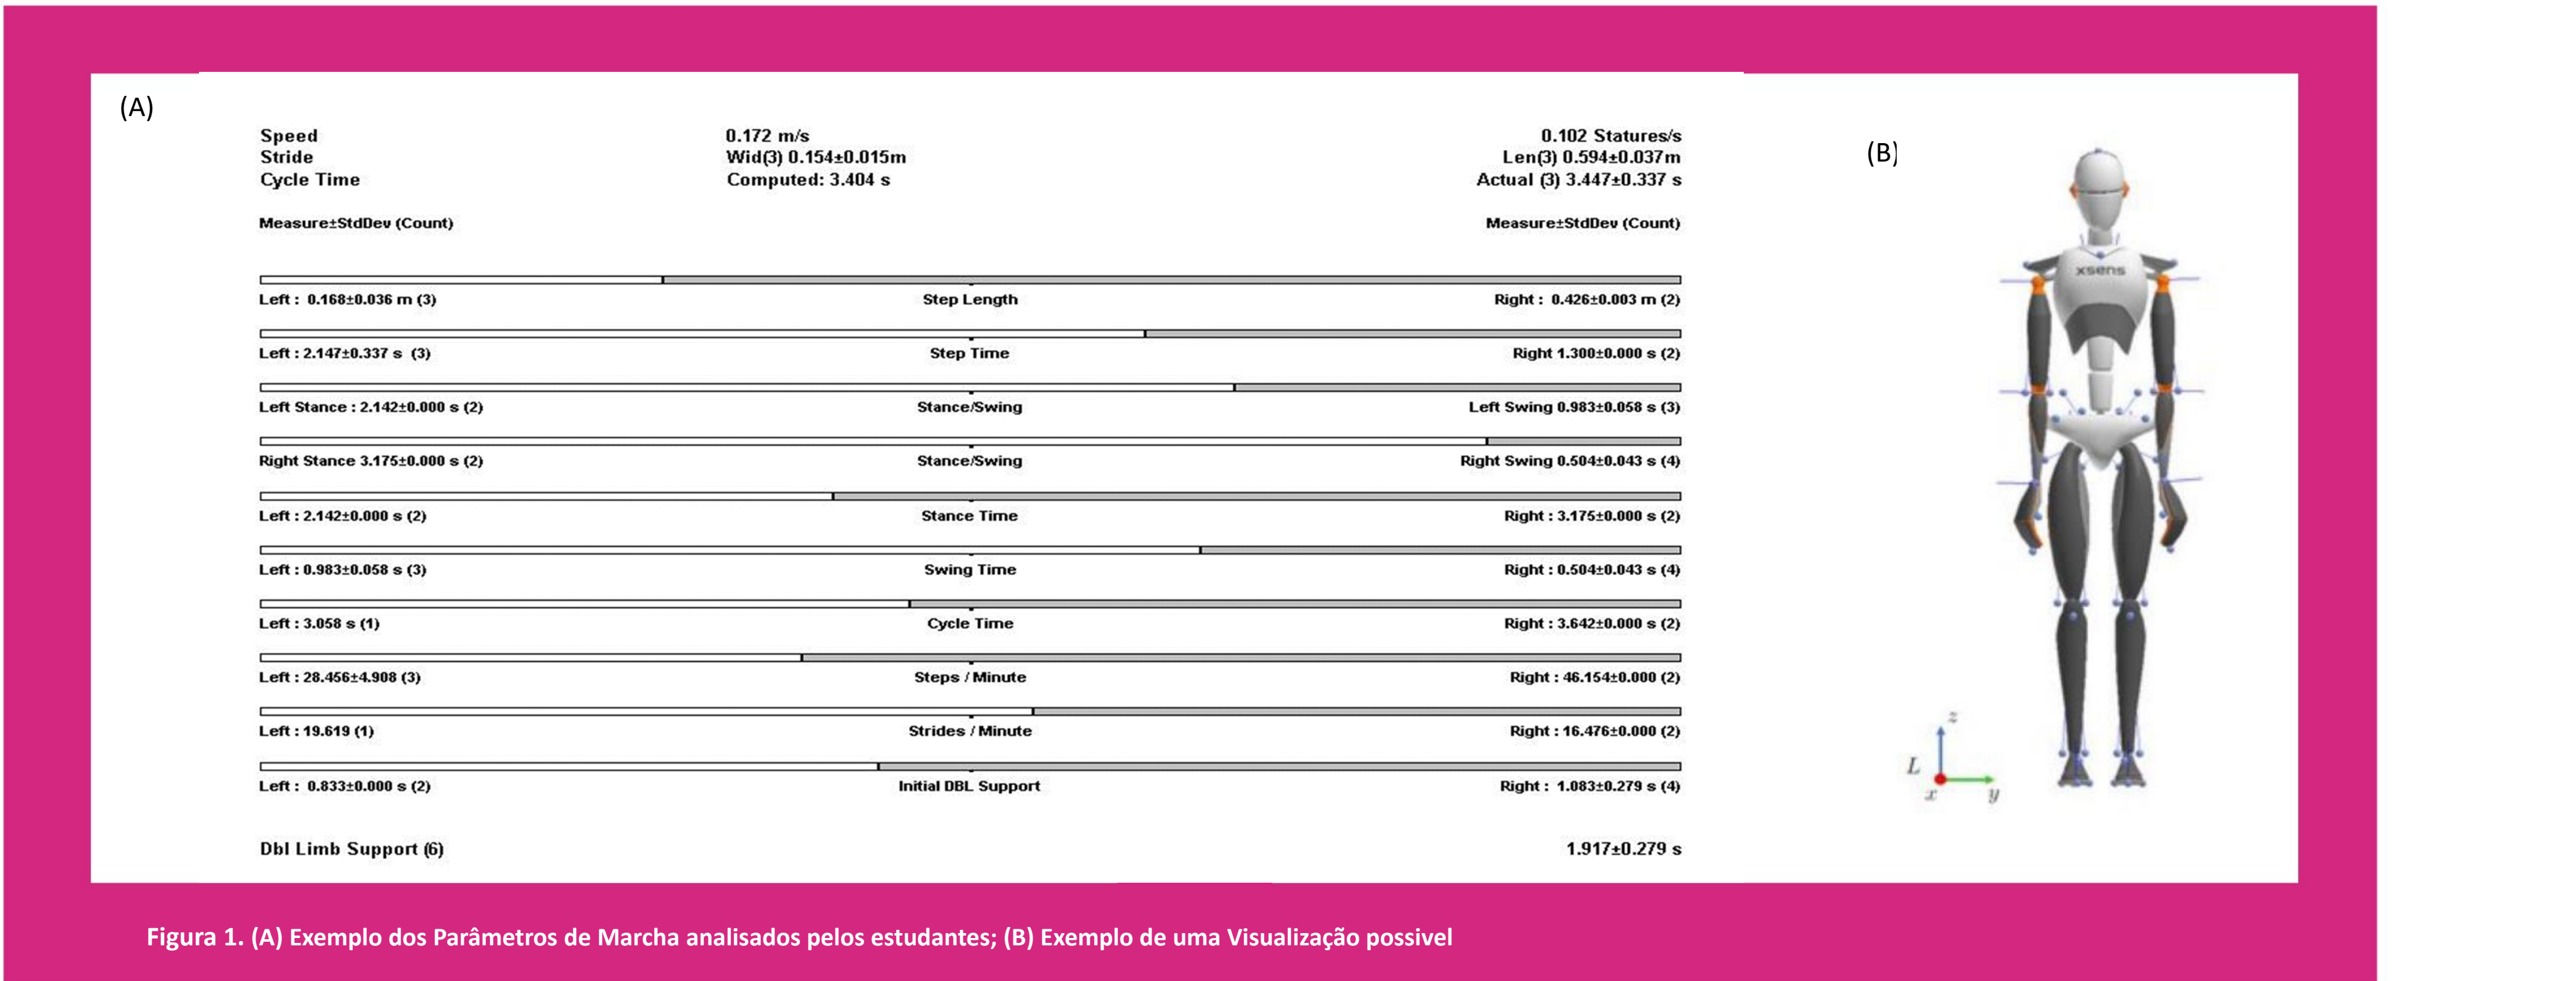 (A)
Speed 0.172 m/s 0.102 Statures/s
Stride Wid(3) 0.154±0.015m Len(3) 0.594±0.037m
Cycle Time Computed: 3.404 s Actual (3) 3.447±0.337 s
Measure±StdDev (Count) Measure±StdDev (Count)
Left : 0.168±0.036 m (3) Step Length Right : 0.426±0.003 m (2)
Left : 2.147±0.337 s (3) Step Time Right 1.300±0.000 s (2)
Left Stance : 2.142±0.000 s (2) Stance/Swing Left Swing 0.983±0.058 s (3)
Right Stance 3.175±0.000 s (2) Stance/Swing Right Swing 0.504±0.043 s (4)
Left : 2.142±0.000 s (2) Stance Time Right : 3.175±0.000 s (2)
Left : 0.983±0.058 s (3) Swing Time Right : 0.504±0.043 s (4)
Left : 3.058 s (1) Cycle Time Right : 3.642±0.000 s (2)
Left : 28.456±4.908 (3) Steps / Minute Right : 46.154±0.000 (2)
Left : 19.619 (1) Strides / Minute Right : 16.476±0.000 (2)
Left : 0.833±0.000 s (2) Initial DBL Support Right : 1.083±0.279 s (4)
Dbl Limb Support (6) 1.917±0.279 s
(B)
xsens
z
L
x y
Figura 1. (A) Exemplo dos Parâmetros de Marcha analisados pelos estudantes; (B) Exemplo de uma Visualização possivel